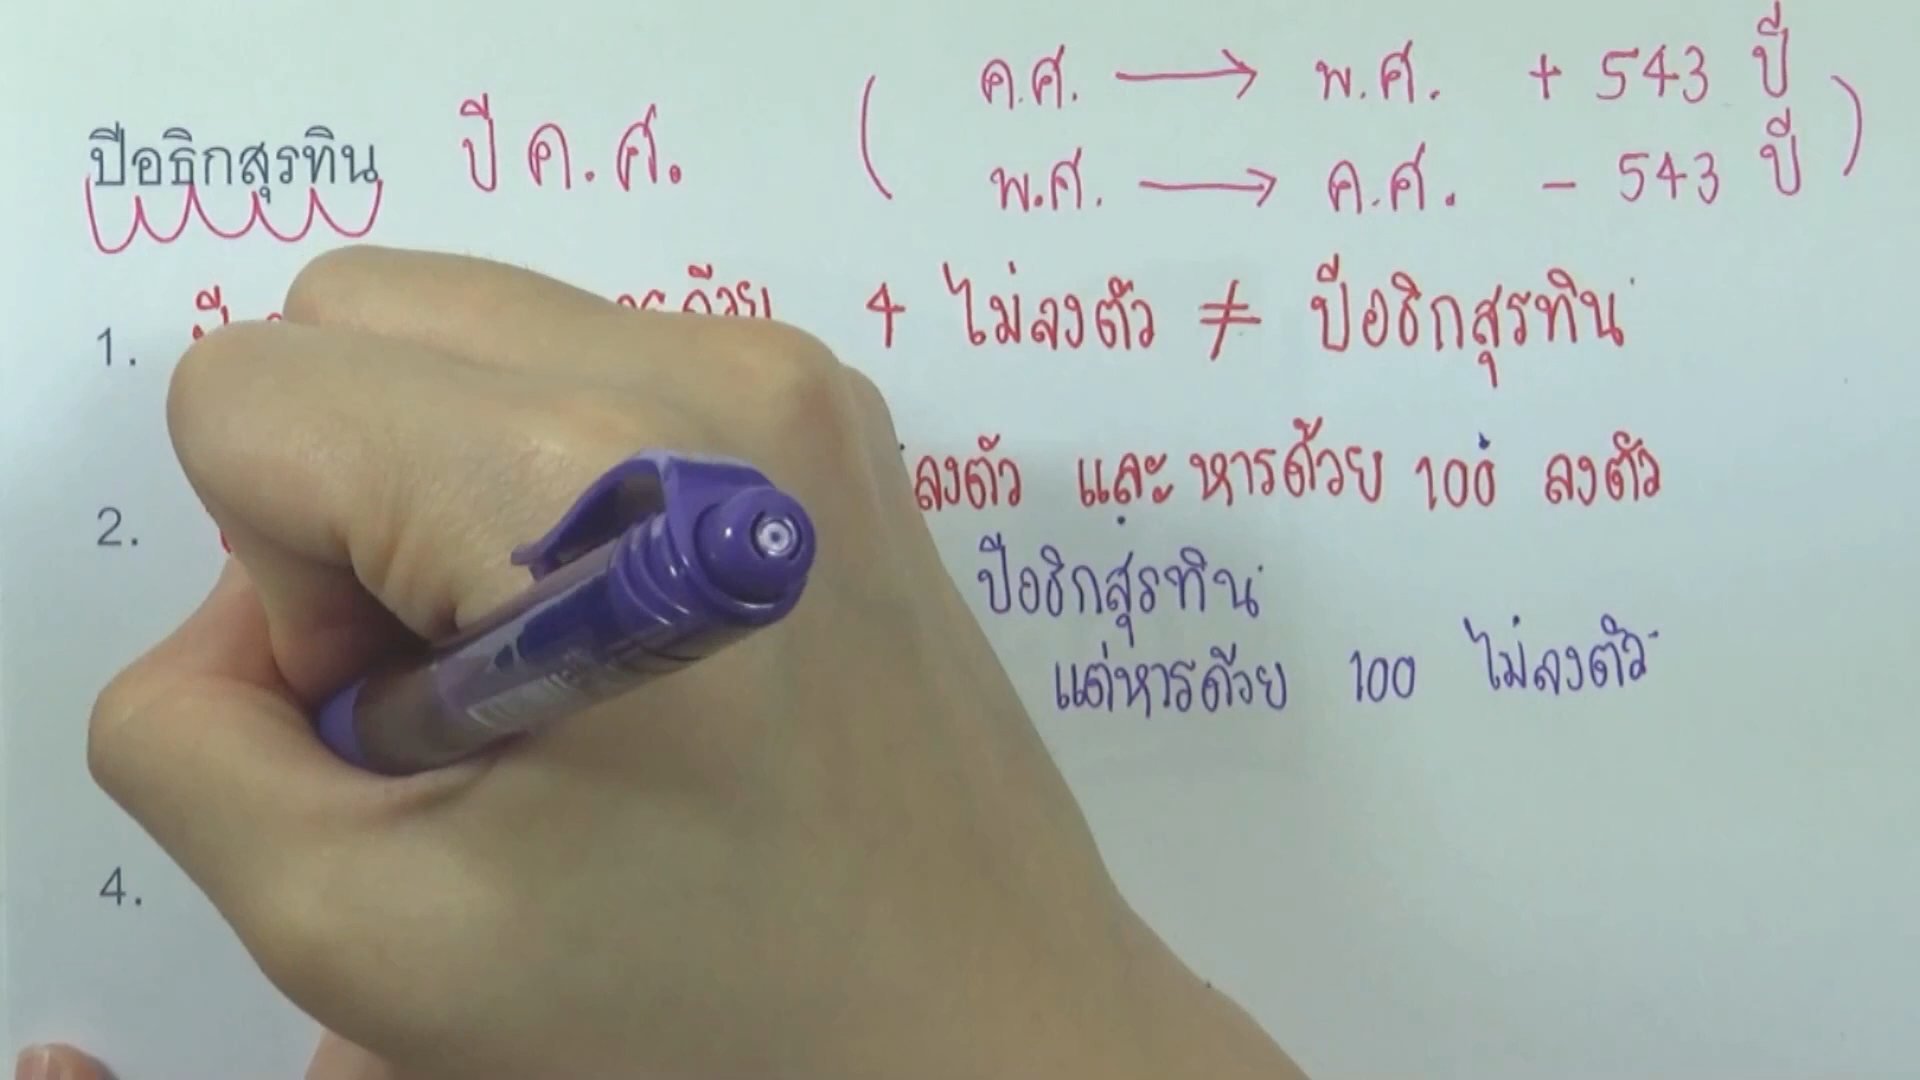 ค.ศ. → พ.ศ. + 543 ปี
ปีอธิกสุรทิน ปี ค.ศ. ( พ.ศ. → ค.ศ. - 543 ปี )
1. ด้วย 4 ไม่ลงตัว ≠ ปีอธิกสุรทิน
2. ลงตัว และ หารด้วย 100 ลงตัว
ปีอธิกสุรทิน
แต่หารด้วย 100 ไม่ลงตัว
4.